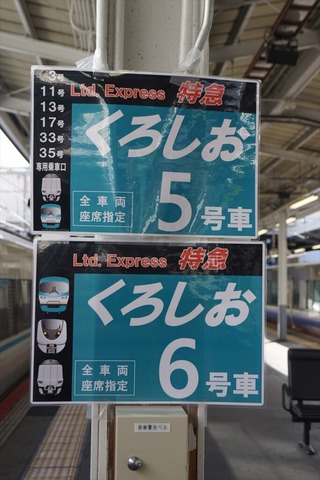 3号
11号
13号
17号
33号
35号
専用乗車口
Ltd. Express 特急
くろしお
全車両
座席指定
5号車
Ltd. Express 特急
くろしお
全車両
座席指定
6号車